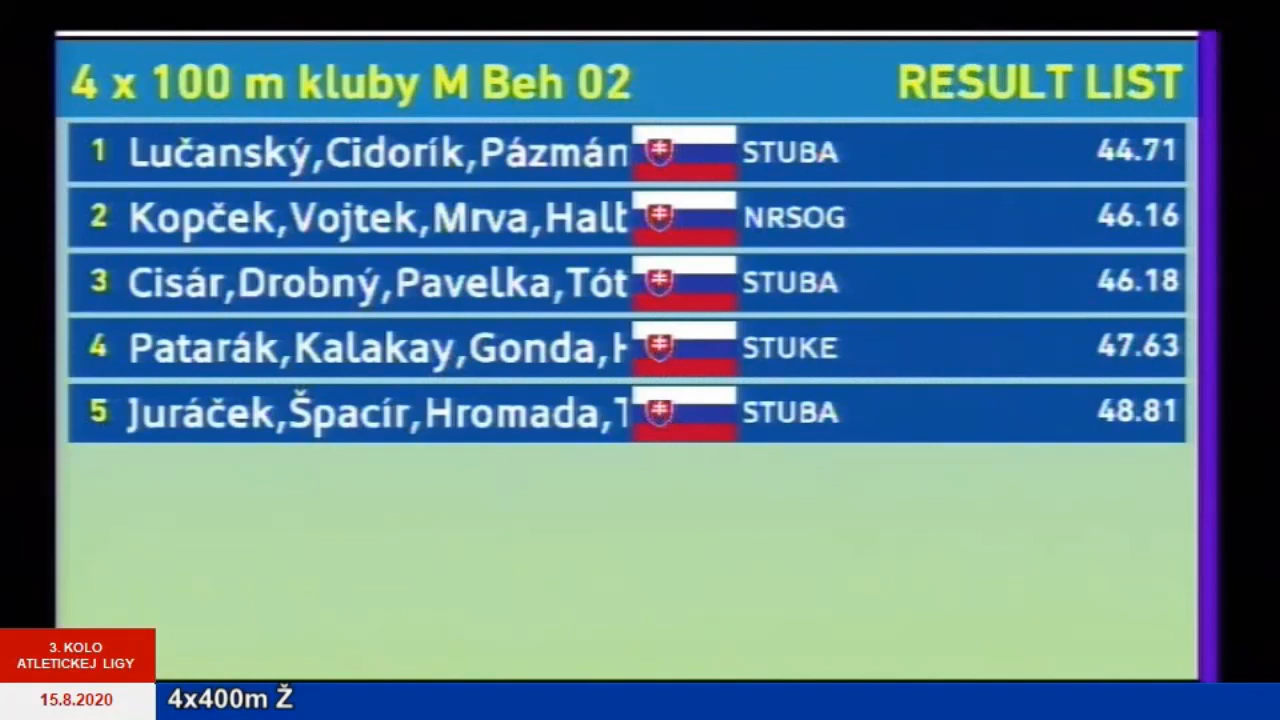 4 x 100 m kluby M Beh 02 RESULT LIST
1 Lučanský,Cidorík,Pázmán STUBA 44.71
2 Kopček,Vojtek,Mrva, NRSOG 46.16
3 Cisár,Drobný,Pavelka,Tót STUBA 46.18
4 Patarák,Kalakay,Gonda, STUKE 47.63
5 Juráček,Špacír,Hromada, STUBA 48.81
3. KOLO
ATLETICKEJ LIGY
15.8.2020 4x400m Ž